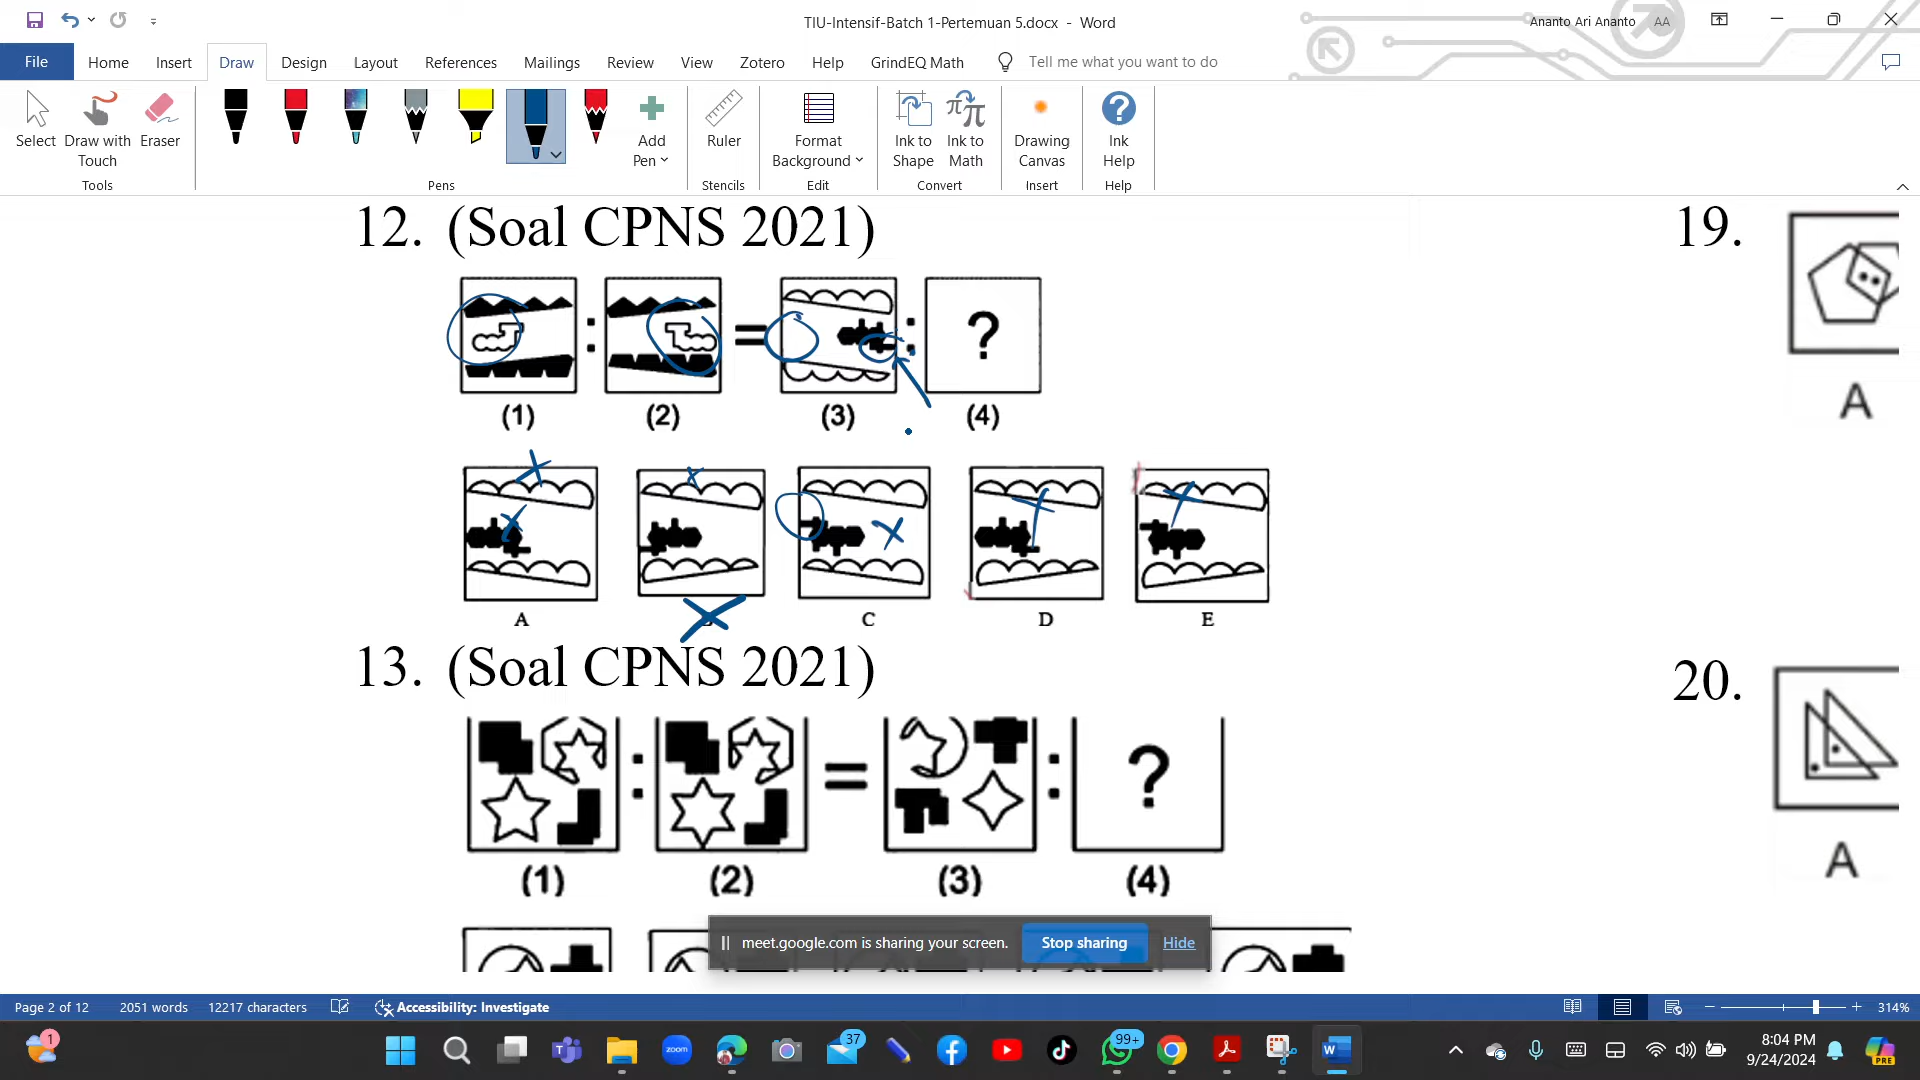 TIU-Intensif-Batch 1-Pertemuan 5.docx - Word
Ananto Ari Ananto
AA
File Home Insert Draw Design Layout References Mailings Review View Zotero Help GrindEQ Math Tell me what you want to do
Select
Draw with Touch
Eraser
Add Pen
Ruler
Format Background
Ink to Shape
Ink to Math
Drawing Canvas
Ink Help
Tools Pens Stencils Edit Convert Insert Help
12. (Soal CPNS 2021)
19.
: = : ?
(1) (2) (3) (4)
A
A C D E
13. (Soal CPNS 2021)
20.
: = : ?
(1) (2) (3) (4)
A
meet.google.com is sharing your screen. Stop sharing Hide
Page 2 of 12 2051 words 12217 characters Accessibility: Investigate 314%
1
zoom
37
99+
8:04 PM
9/24/2024
PRE